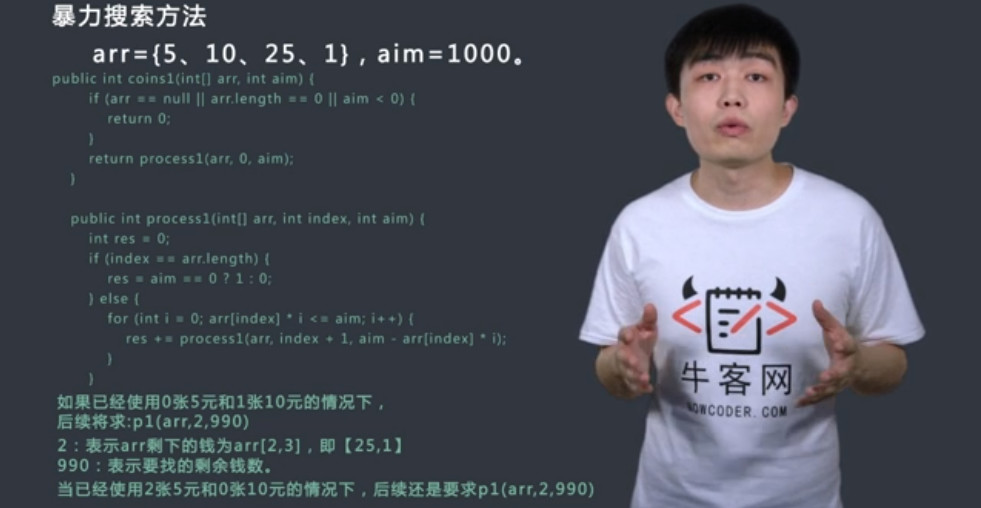 暴力搜索方法
arr={5、10、25、1}，aim=1000。
public int coins1(int[] arr, int aim) {
if (arr == null || arr.length == 0 || aim < 0) {
return 0;
}
return process1(arr, 0, aim);
}
public int process1(int[] arr, int index, int aim) {
int res = 0;
if (index == arr.length) {
res = aim == 0 ? 1 : 0;
} else {
for (int i = 0; arr[index] * i <= aim; i++) {
res += process1(arr, index + 1, aim - arr[index] * i);
}
}
如果已经使用0张5元和1张10元的情况下，
后续将求:p1(arr,2,990)
2：表示arr剩下的钱为arr[2,3]，即【25,1】
990：表示要找的剩余钱数。
当已经使用2张5元和0张10元的情况下，后续还是要求p1(arr,2,990)
牛客网
NOWCODER.COM